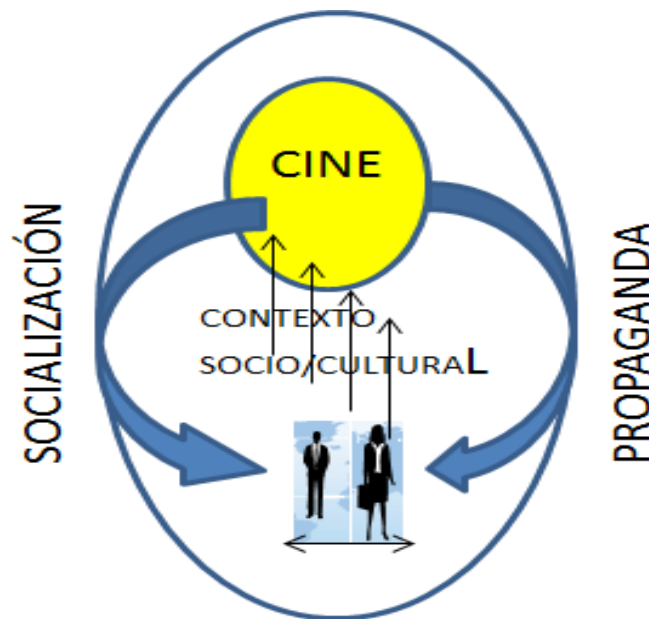 CINE
SOCIALIZACIÓN
CONTEXTO
SOCIO/CULTURAL
PROPAGANDA